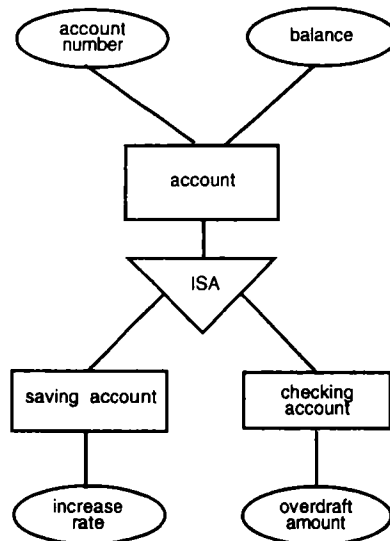 account
number
balance
account
ISA
saving account
checking
account
increase
rate
overdraft
amount